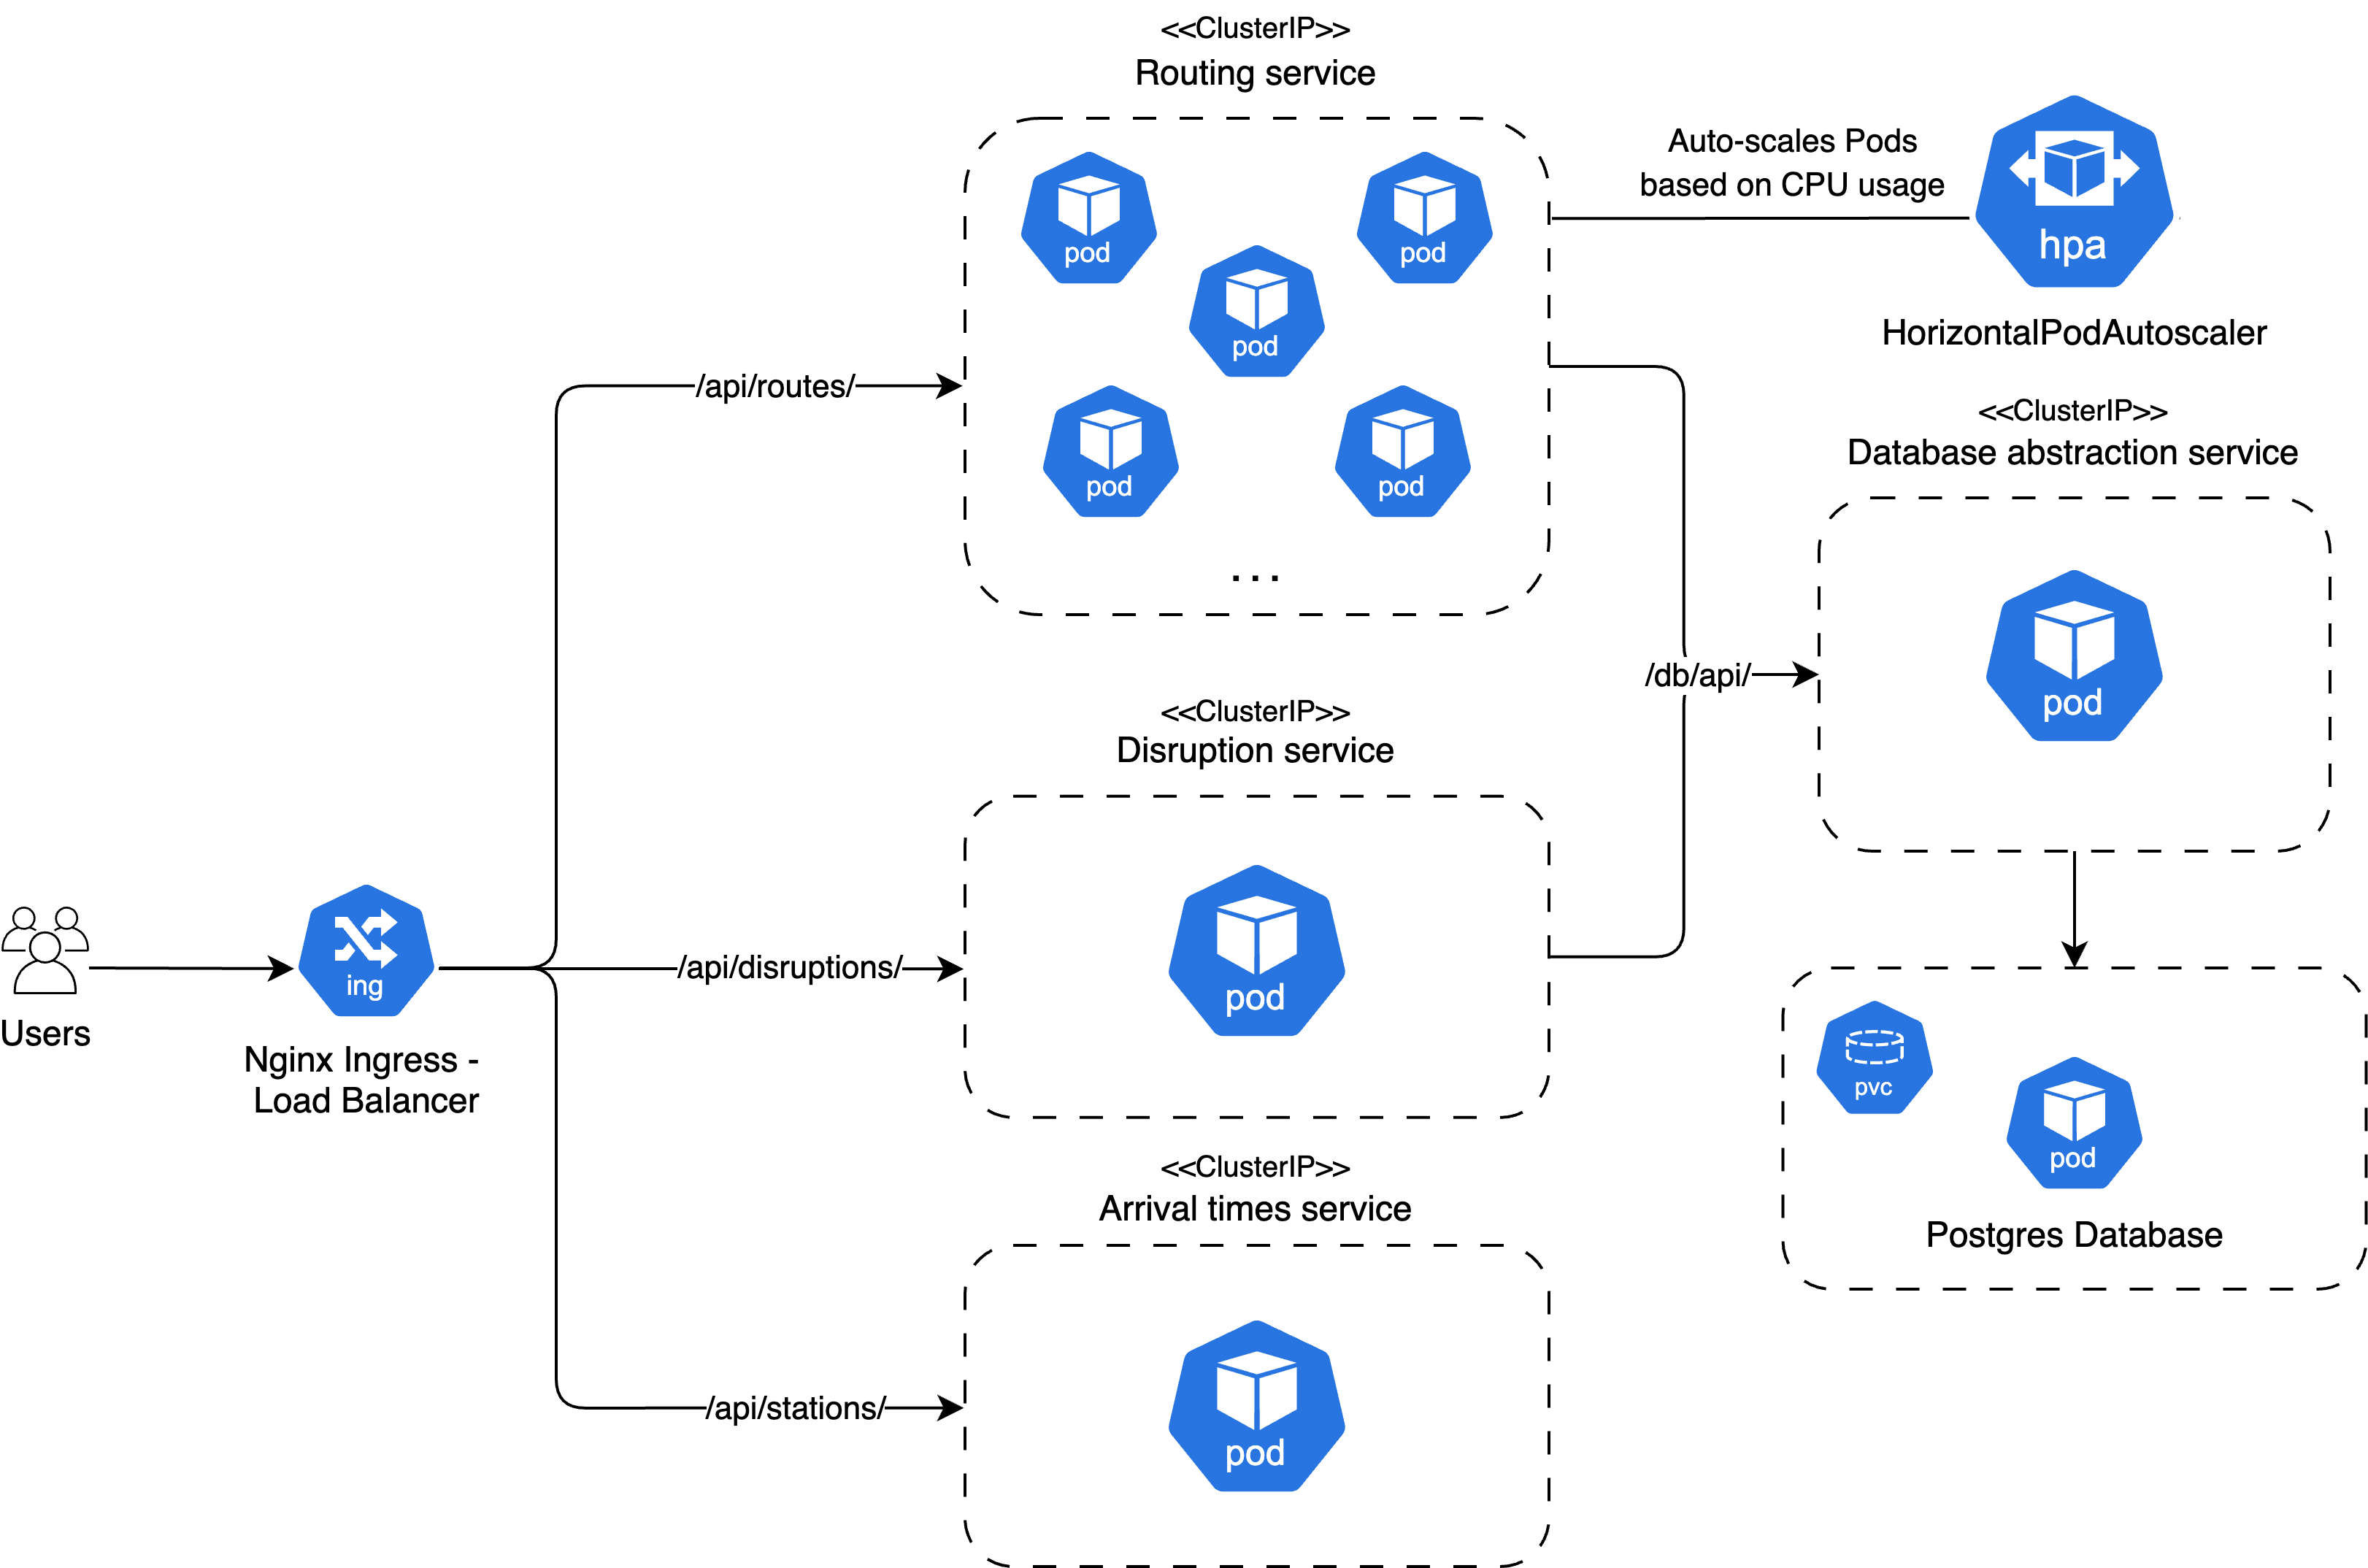 <<ClusterIP>>
Routing service
pod
pod
pod
pod
pod
...
Auto-scales Pods
based on CPU usage
hpa
HorizontalPodAutoscaler
/api/routes/
<<ClusterIP>>
Database abstraction service
pod
/db/api/
<<ClusterIP>>
Disruption service
pod
/api/disruptions/
Users
ing
Nginx Ingress -
Load Balancer
pvc
pod
Postgres Database
<<ClusterIP>>
Arrival times service
pod
/api/stations/